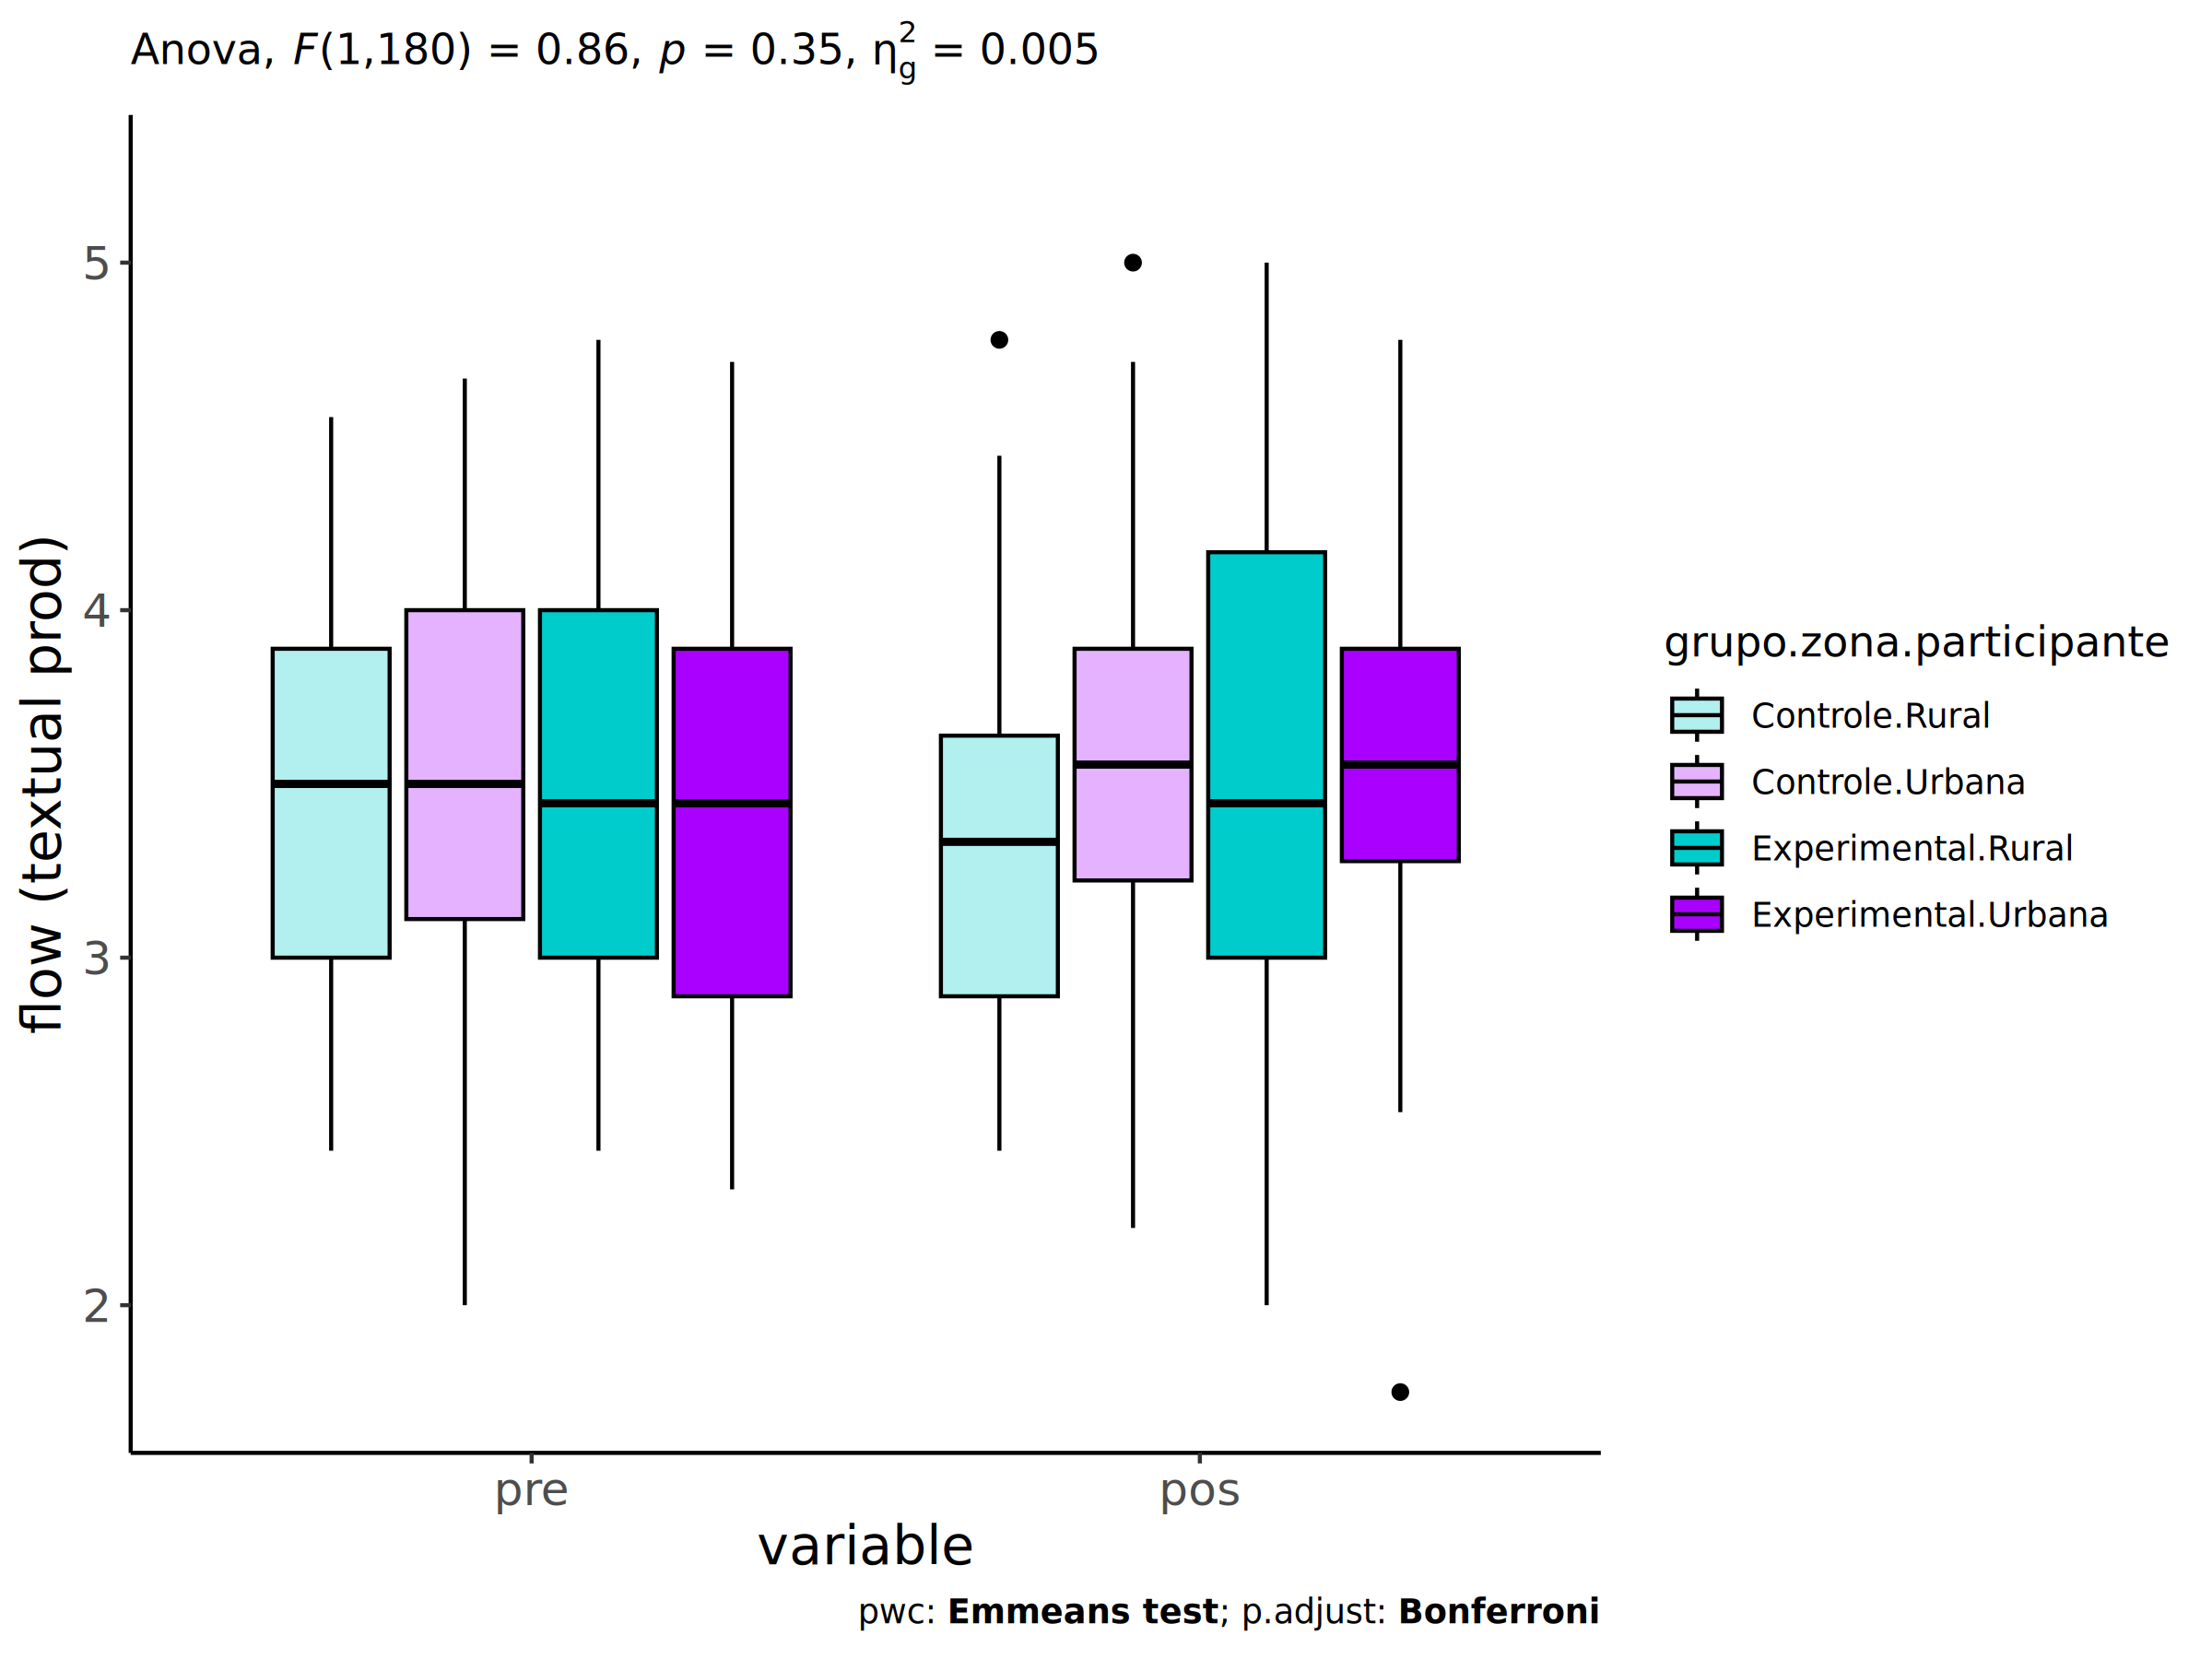 Anova, F(1,180) = 0.86, p = 0.35, η²g = 0.005
5
4
3
2
flow (textual prod)
pre pos
variable
pwc: Emmeans test; p.adjust: Bonferroni
grupo.zona.participante
Controle.Rural
Controle.Urbana
Experimental.Rural
Experimental.Urbana